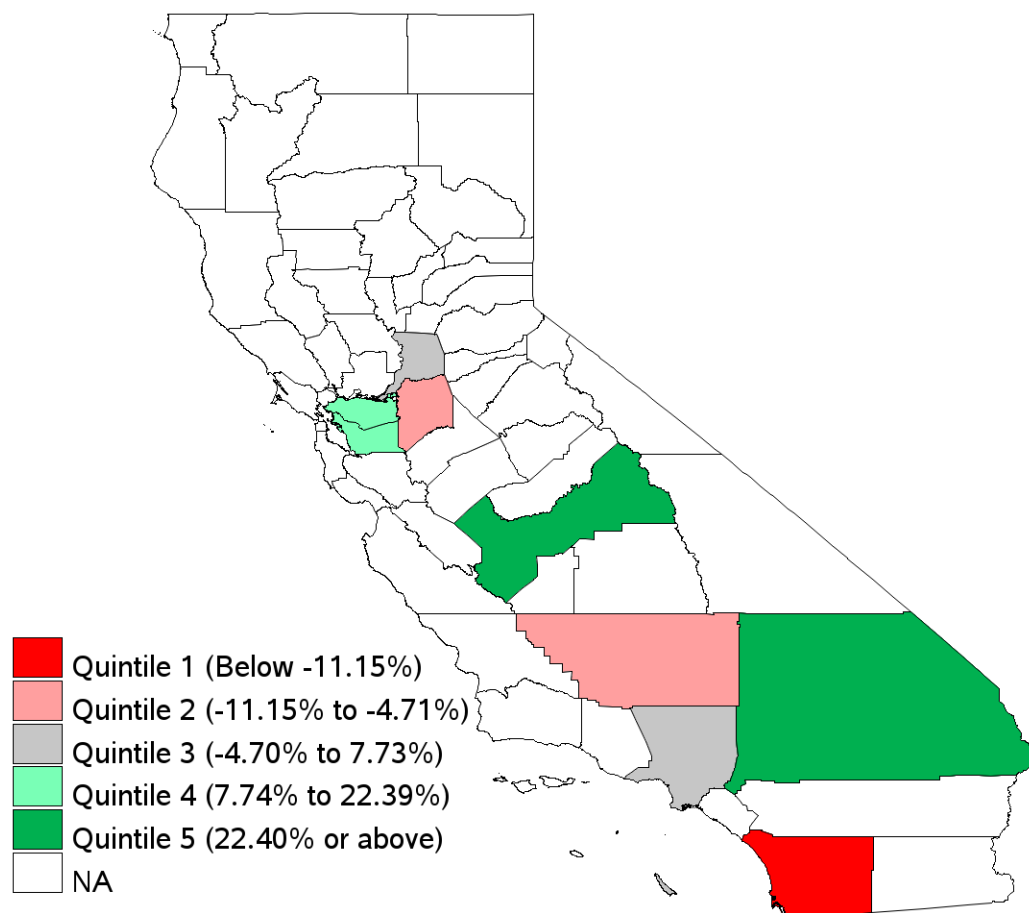 Quintile 1 (Below -11.15%)
Quintile 2 (-11.15% to -4.71%)
Quintile 3 (-4.70% to 7.73%)
Quintile 4 (7.74% to 22.39%)
Quintile 5 (22.40% or above)
NA